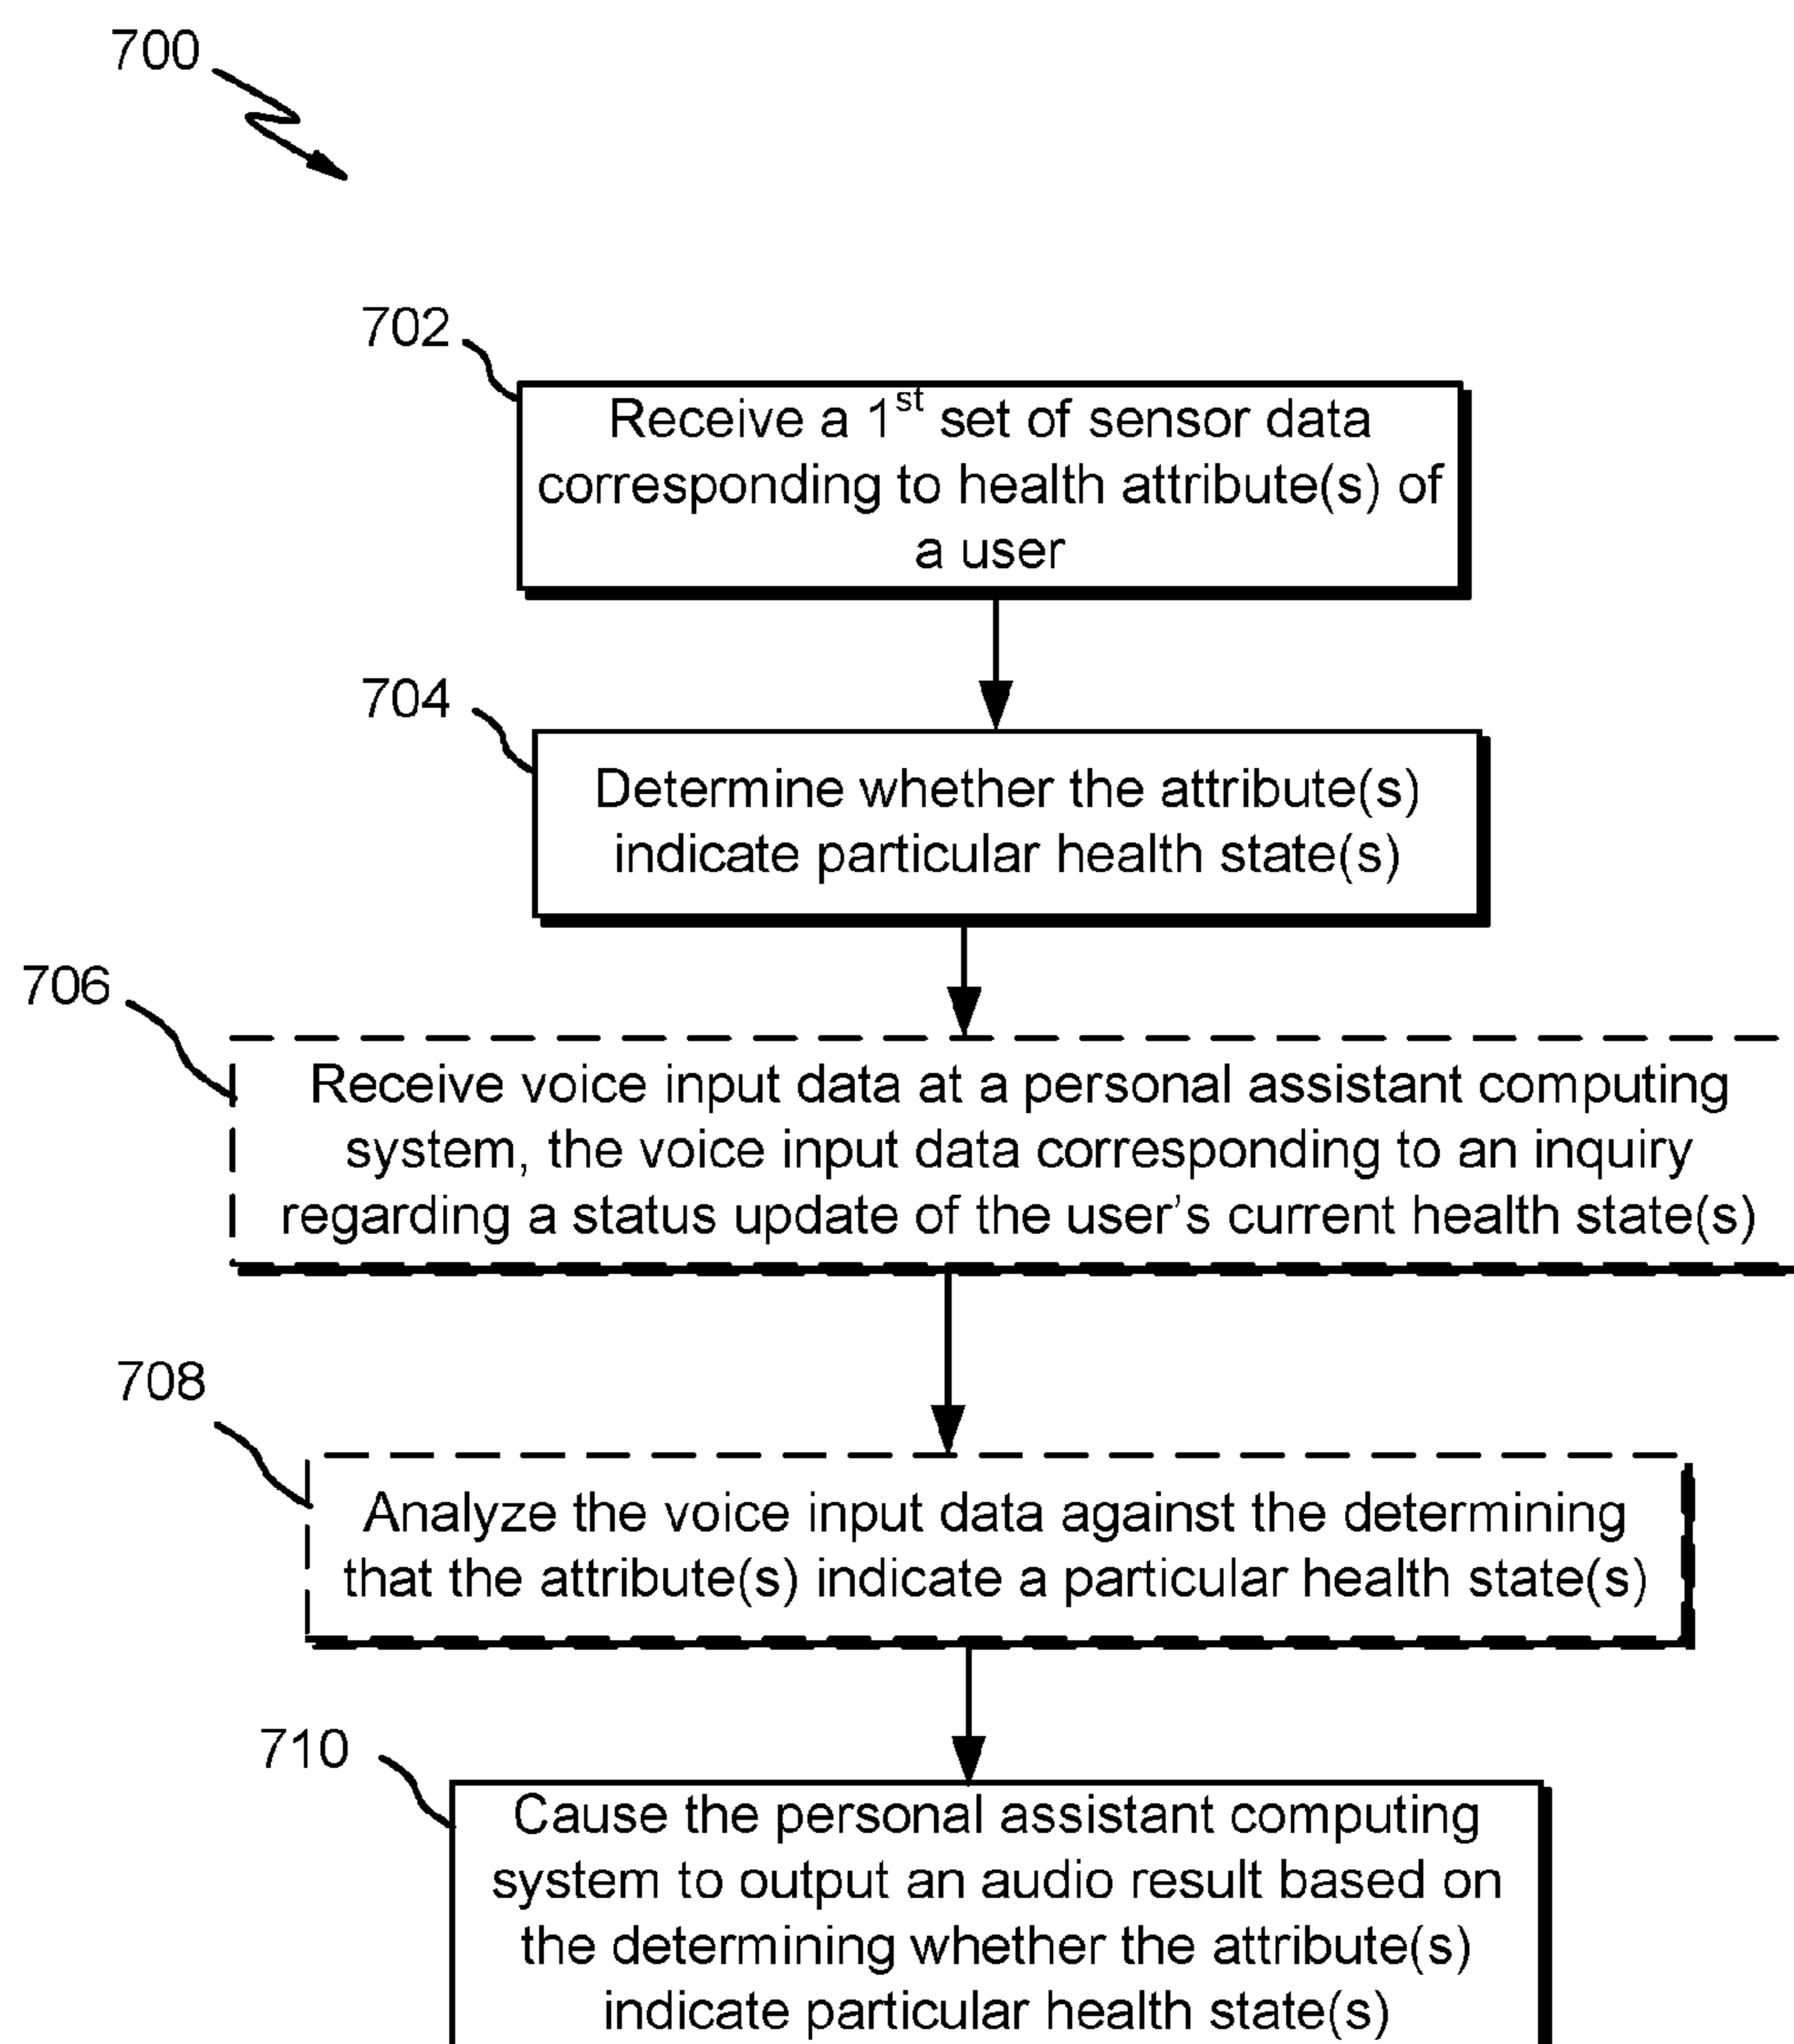 700
702
Receive a 1st set of sensor data
corresponding to health attribute(s) of
a user
704
Determine whether the attribute(s)
indicate particular health state(s)
706
Receive voice input data at a personal assistant computing
system, the voice input data corresponding to an inquiry
regarding a status update of the user's current health state(s)
708
Analyze the voice input data against the determining
that the attribute(s) indicate a particular health state(s)
710
Cause the personal assistant computing
system to output an audio result based on
the determining whether the attribute(s)
indicate particular health state(s)